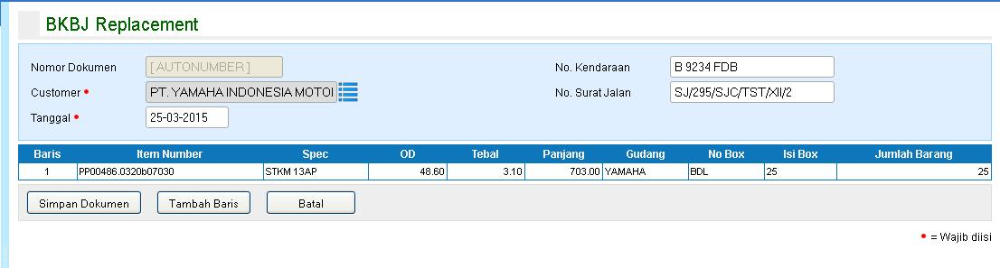 BKBJ Replacement
Nomor Dokumen [ AUTONUMBER ] No. Kendaraan B 9234 FDB
Customer • PT. YAMAHA INDONESIA MOTOI No. Surat Jalan SJ/295/SJC/TST/XII/2
Tanggal • 25-03-2015
Baris Item Number Spec OD Tebal Panjang Gudang No Box Isi Box Jumlah Barang
1 PP00486.0320b07030 STKM 13AP 48.60 3.10 703.00 YAMAHA BDL 25 25
Simpan Dokumen Tambah Baris Batal
• = Wajib diisi